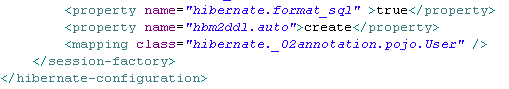 <property name="hibernate.format_sql" >true</property>
<property name="hbm2ddl.auto">create</property>
<mapping class="hibernate._02annotation.pojo.User" />
</session-factory>
</hibernate-configuration>